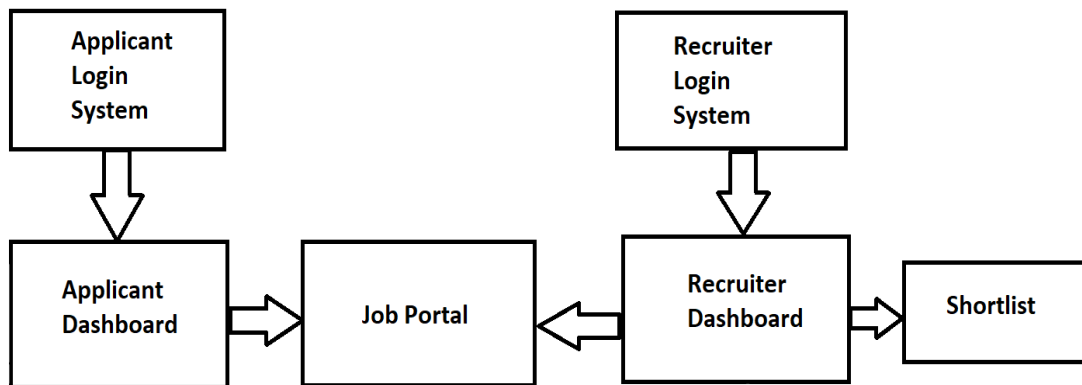 Applicant
Login
System
Recruiter
Login
System
Applicant
Dashboard
Job Portal
Recruiter
Dashboard
Shortlist